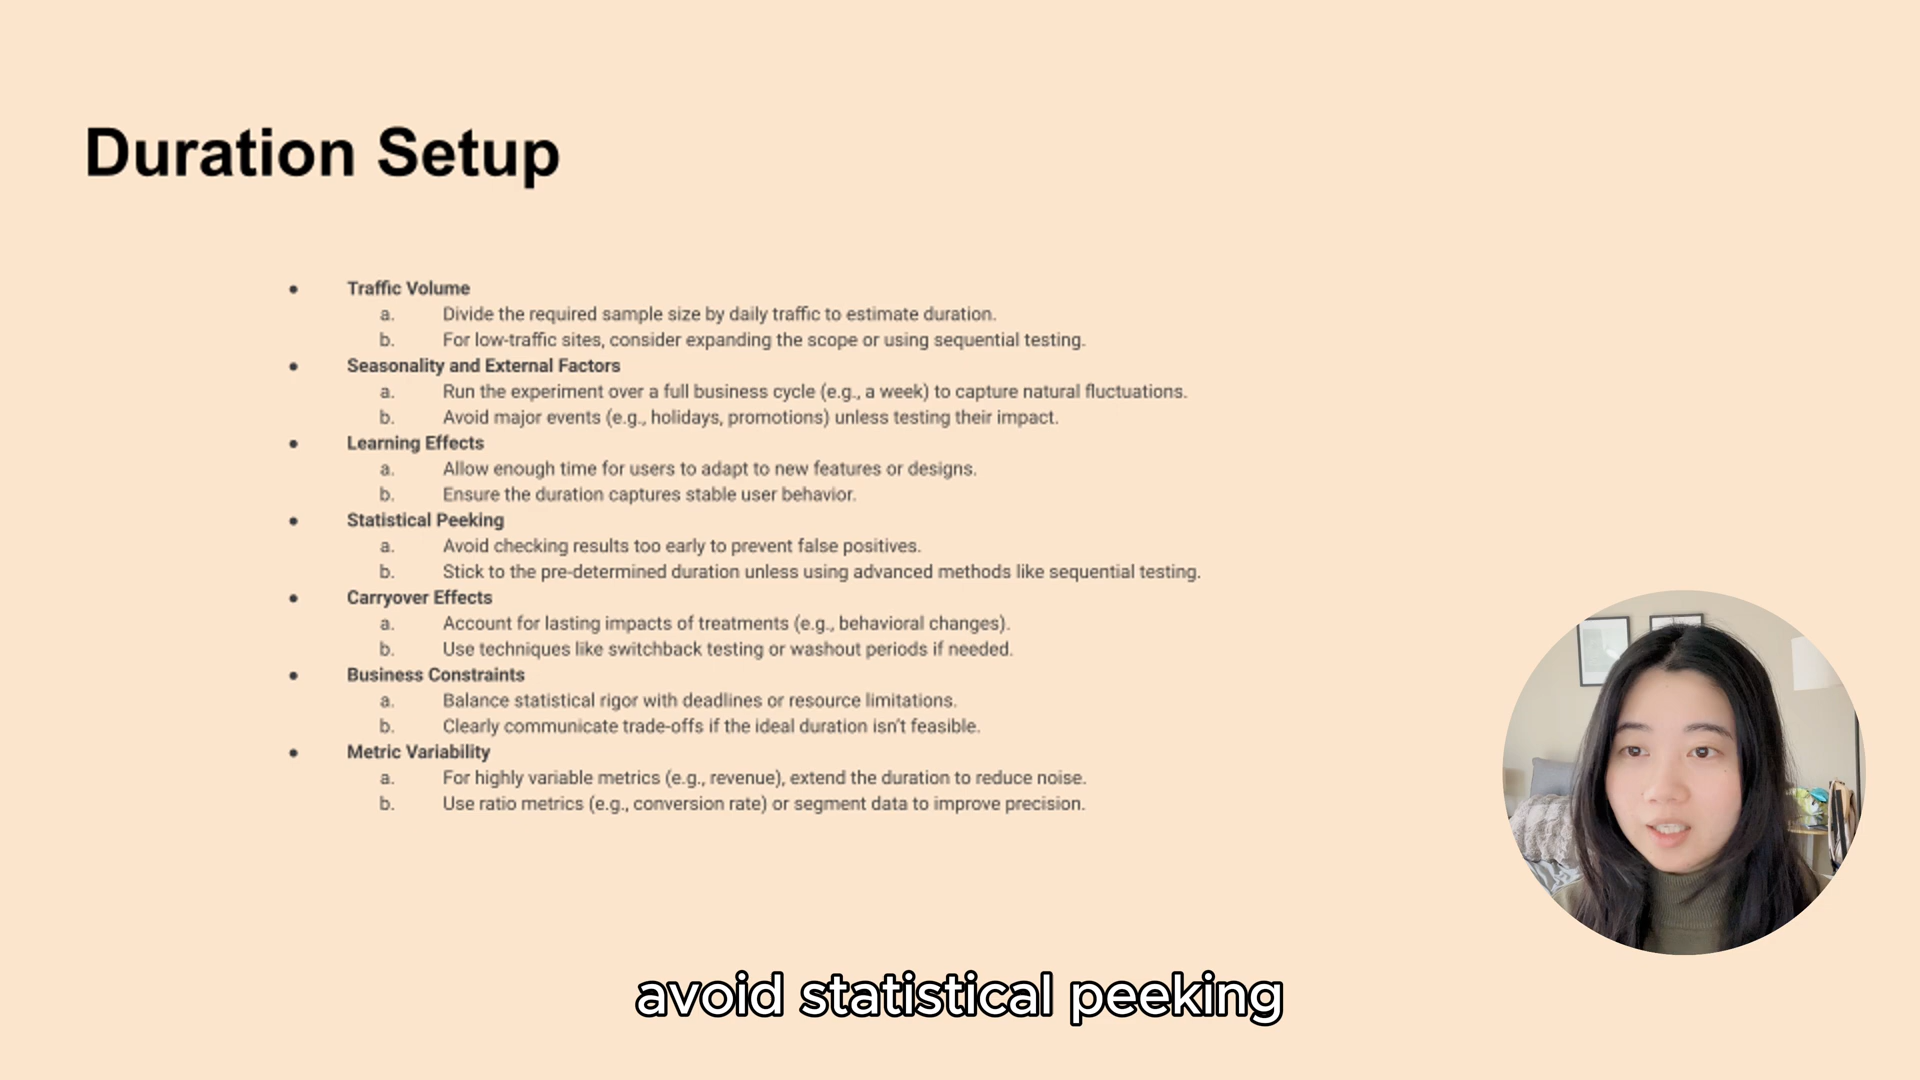 Duration Setup
● Traffic Volume
a. Divide the required sample size by daily traffic to estimate duration.
b. For low-traffic sites, consider expanding the scope or using sequential testing.
● Seasonality and External Factors
a. Run the experiment over a full business cycle (e.g., a week) to capture natural fluctuations.
b. Avoid major events (e.g., holidays, promotions) unless testing their impact.
● Learning Effects
a. Allow enough time for users to adapt to new features or designs.
b. Ensure the duration captures stable user behavior.
● Statistical Peeking
a. Avoid checking results too early to prevent false positives.
b. Stick to the pre-determined duration unless using advanced methods like sequential testing.
● Carryover Effects
a. Account for lasting impacts of treatments (e.g., behavioral changes).
b. Use techniques like switchback testing or washout periods if needed.
● Business Constraints
a. Balance statistical rigor with deadlines or resource limitations.
b. Clearly communicate trade-offs if the ideal duration isn't feasible.
● Metric Variability
a. For highly variable metrics (e.g., revenue), extend the duration to reduce noise.
b. Use ratio metrics (e.g., conversion rate) or segment data to improve precision.
avoid statistical peeking